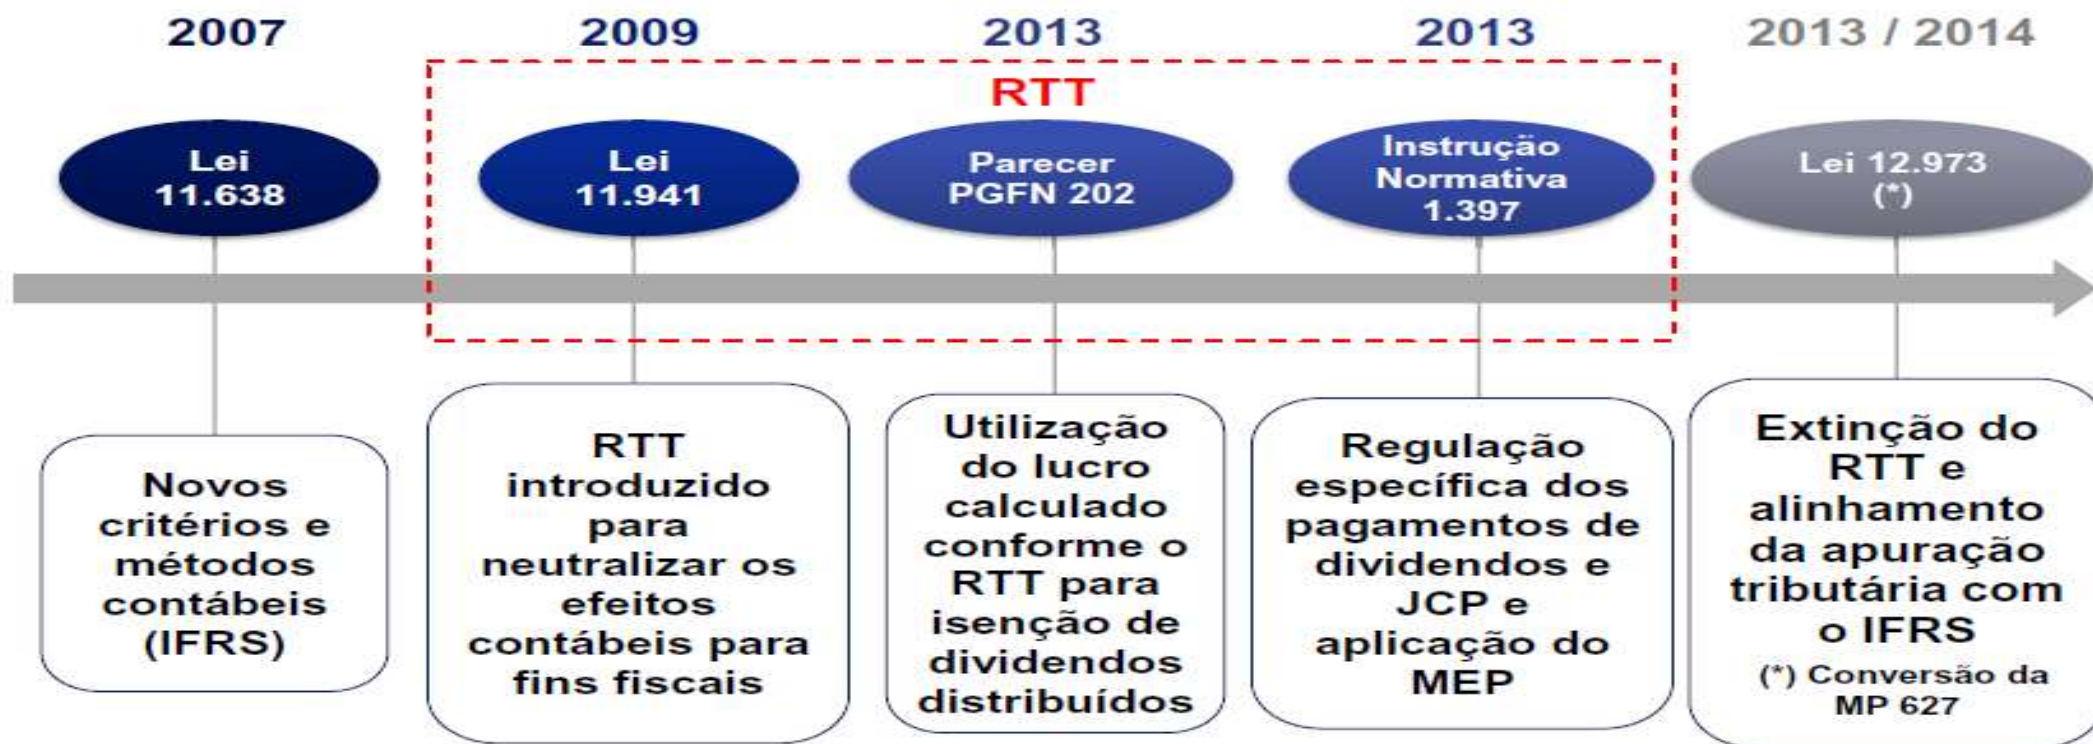 2007
2009
2013
2013
2013 / 2014
RTT
Lei
11.638
Lei
11.941
Parecer
PGFN 202
Instrução
Normativa
1.397
Lei 12.973
(*)
Novos
critérios e
métodos
contábeis
(IFRS)
RTT
introduzido
para
neutralizar os
efeitos
contábeis para
fins fiscais
Utilização
do lucro
calculado
conforme o
RTT para
isenção de
dividendos
distribuídos
Regulação
específica dos
pagamentos de
dividendos e
JCP e
aplicação do
MEP
Extinção do
RTT e
alinhamento
da apuração
tributária com
o IFRS
(*) Conversão da
MP 627